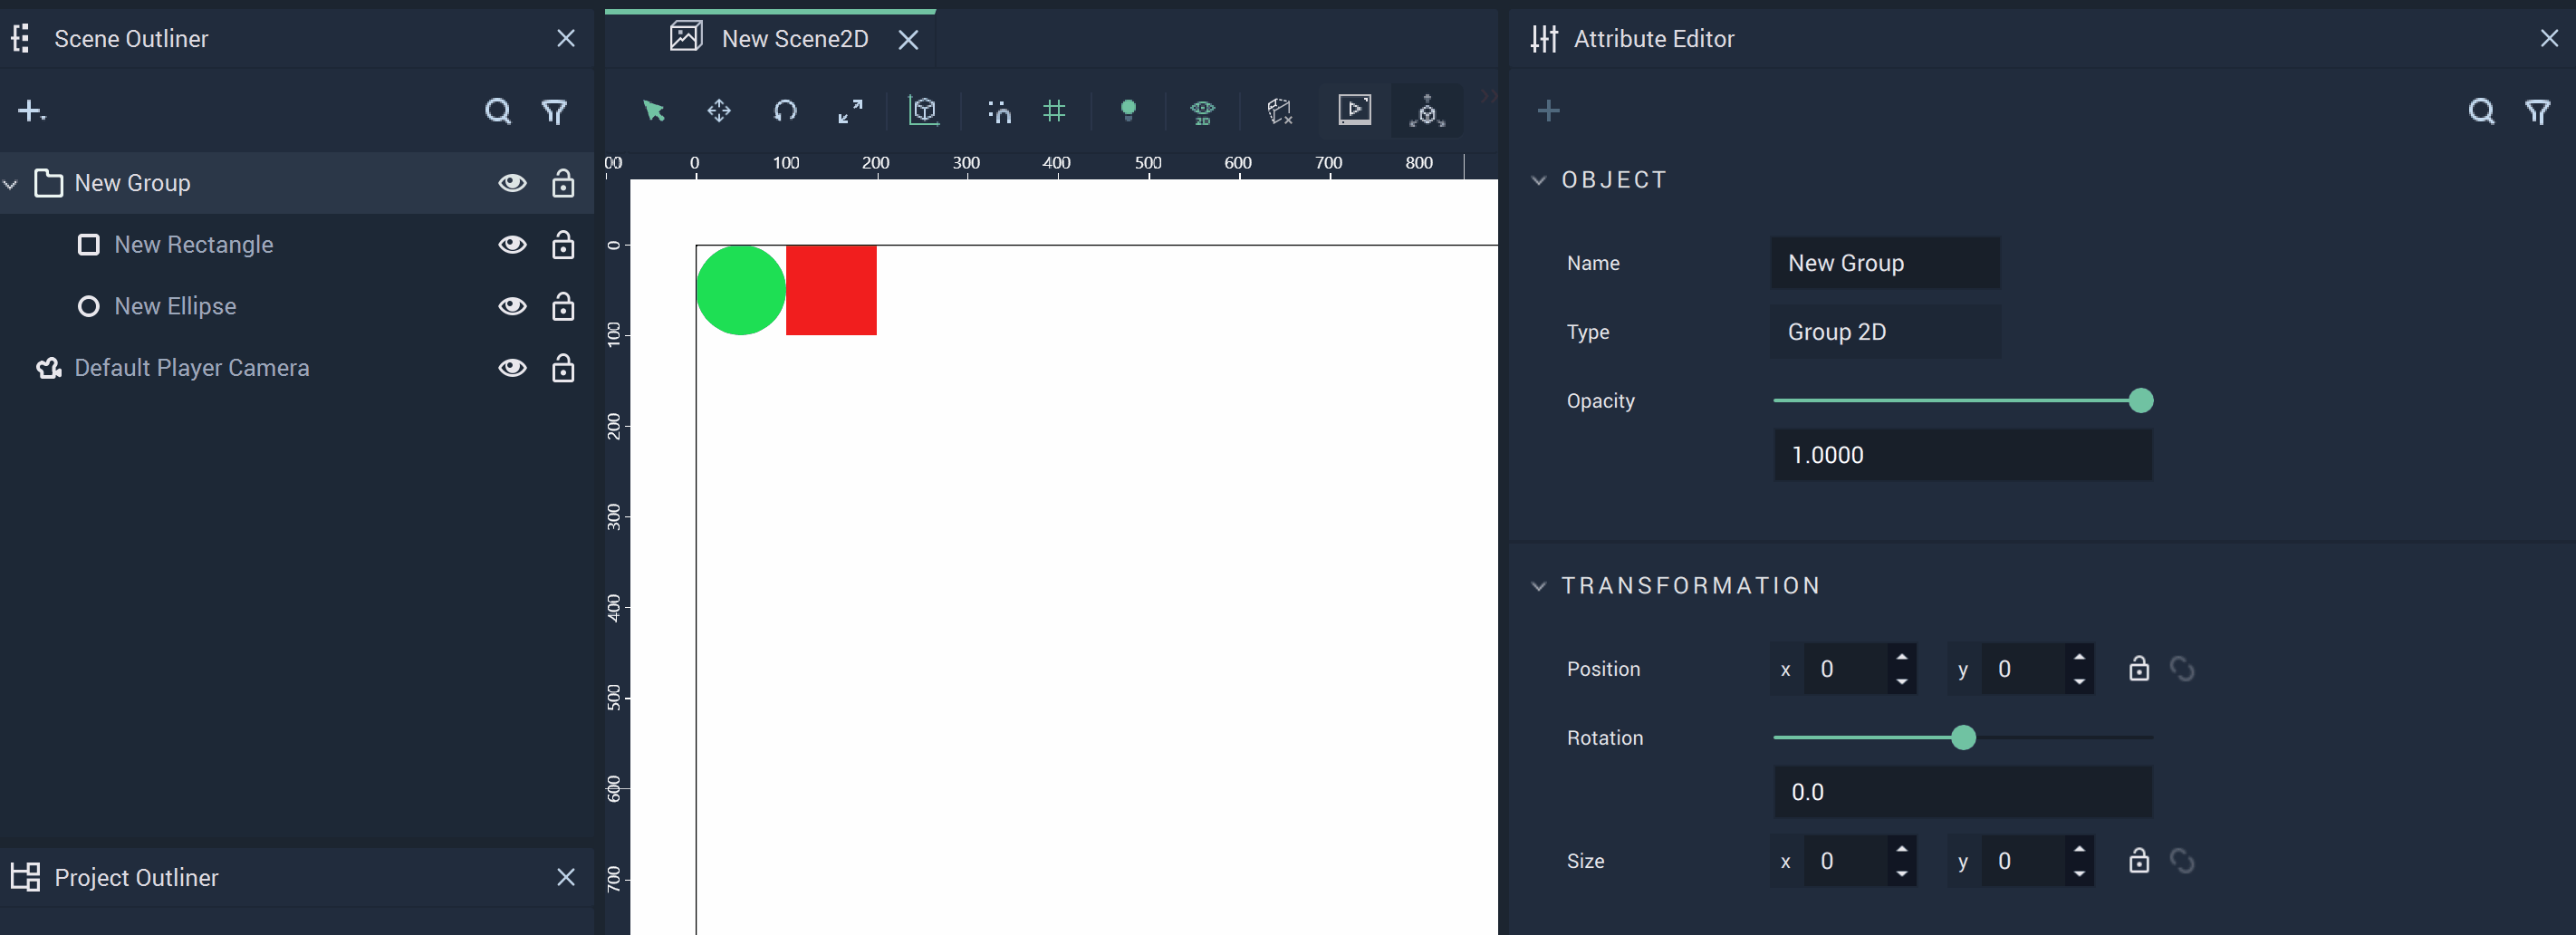 Scene Outliner
New Group
New Rectangle
New Ellipse
Default Player Camera
Project Outliner
New Scene2D
2D
00 0 100 200 300 400 500 600 700 800
0
100
200
300
400
500
600
700
Attribute Editor
OBJECT
Name New Group
Type Group 2D
Opacity
1.0000
TRANSFORMATION
Position x 0 y 0
Rotation
0.0
Size x 0 y 0